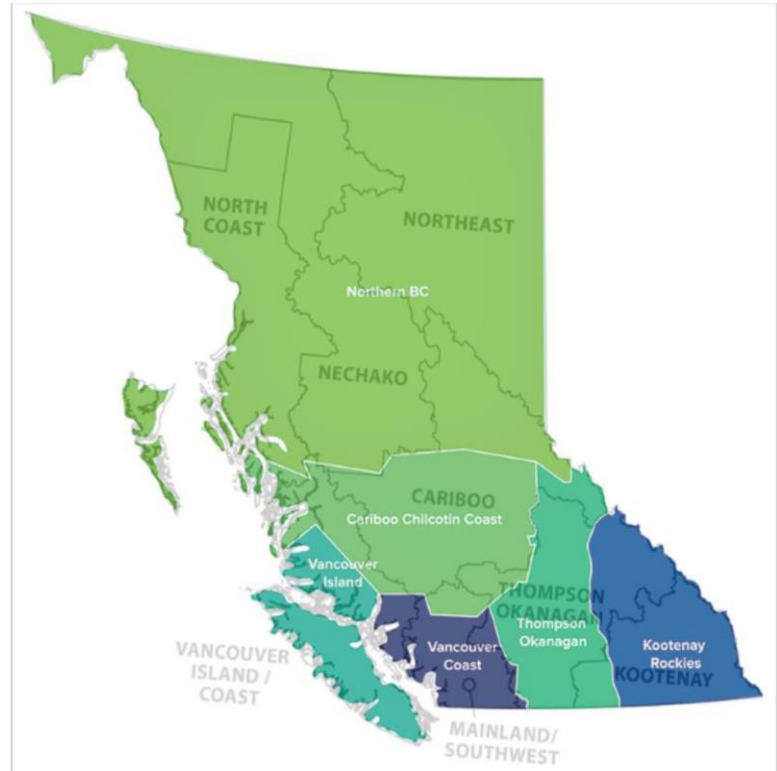 NORTH
COAST
NORTHEAST
Northern BC
NECHAKO
CARIBOO
Cariboo Chilcotin Coast
Vancouver
Island
THOMPSON
OKANAGAN
Thompson
Okanagan
Vancouver
Coast
Kootenay
Rockies
KOOTENAY
VANCOUVER
ISLAND /
COAST
MAINLAND/
SOUTHWEST